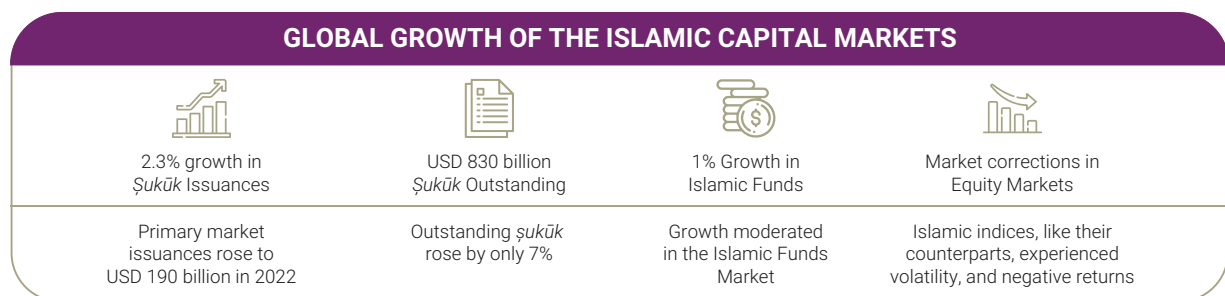 GLOBAL GROWTH OF THE ISLAMIC CAPITAL MARKETS
$
2.3% growth in
Ṣukūk Issuances
USD 830 billion
Ṣukūk Outstanding
1% Growth in
Islamic Funds
Market corrections in
Equity Markets
Primary market
issuances rose to
USD 190 billion in 2022
Outstanding ṣukūk
rose by only 7%
Growth moderated
in the Islamic Funds
Market
Islamic indices, like their
counterparts, experienced
volatility, and negative returns